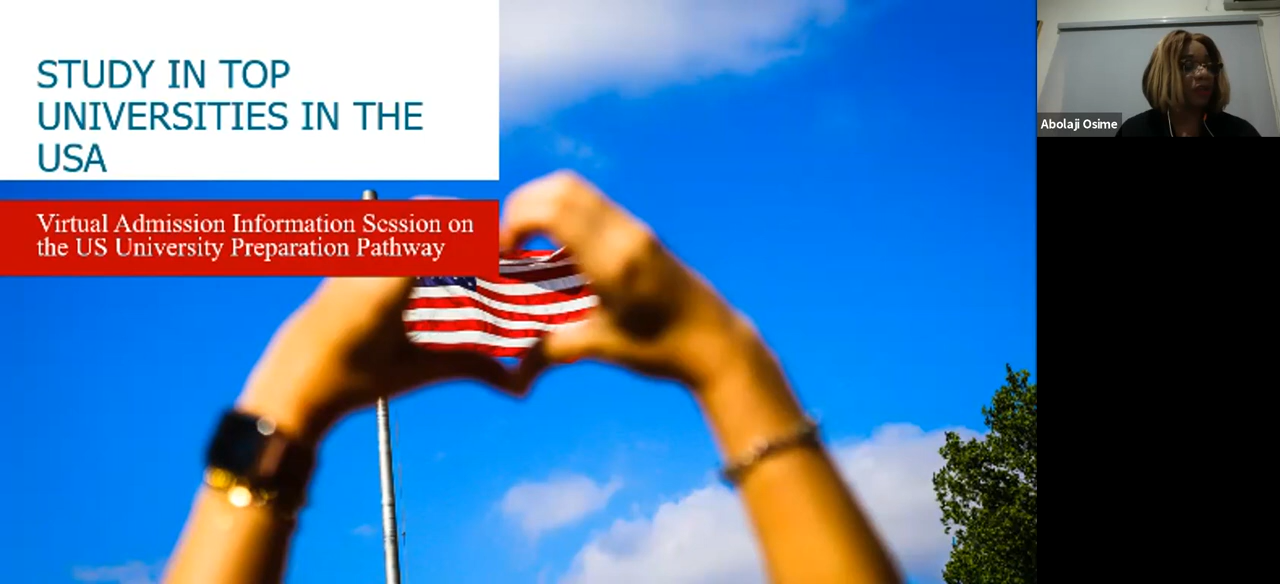 STUDY IN TOP
UNIVERSITIES IN THE
USA
Virtual Admission Information Session on
the US University Preparation Pathway
Abolaji Osime